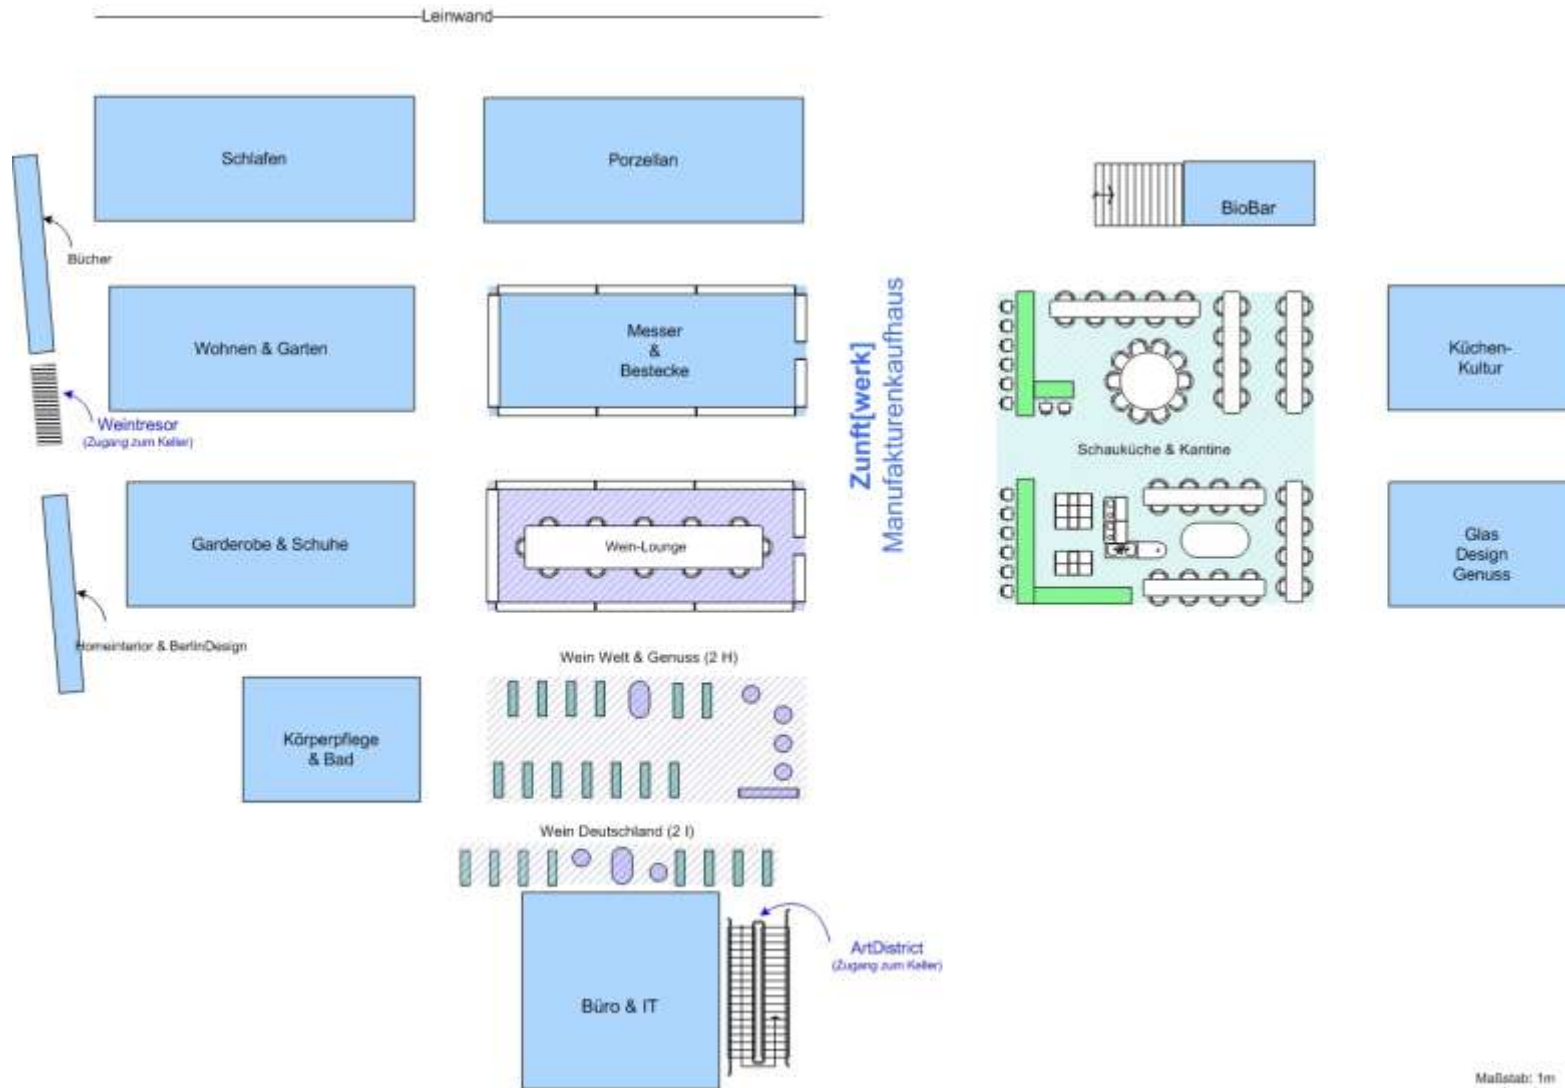 Leinwand
Schlafen
Porzellan
BioBar
Bücher
Wohnen & Garten
Messer
&
Bestecke
Zunft[werk]
Manufakturenkaufhaus
Küchen-
Kultur
Weintresor
(Zugang zum Keller)
Schauküche & Kantine
Garderobe & Schuhe
Wein-Lounge
Glas
Design
Genuss
Homeinterior & BerlinDesign
Wein Welt & Genuss (2 H)
Körperpflege
& Bad
Wein Deutschland (2 I)
ArtDistrict
(Zugang zum Keller)
Büro & IT
Maßstab: 1m